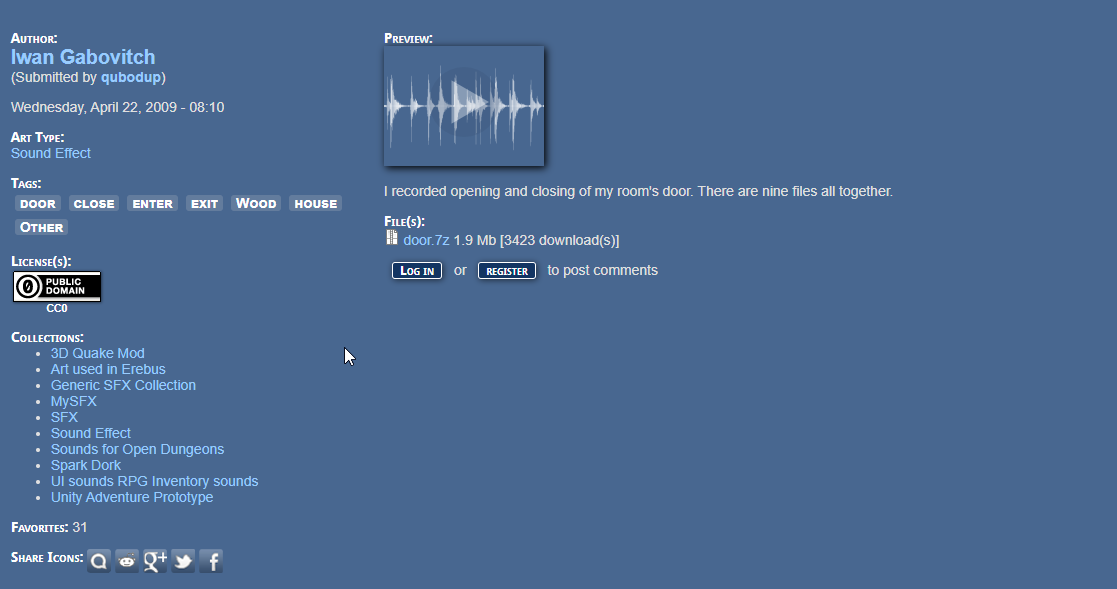 Author:
Iwan Gabovitch
(Submitted by qubodup)
Wednesday, April 22, 2009 - 08:10
Art Type:
Sound Effect
Tags:
door close enter exit Wood house
Other
License(s):
PUBLIC
DOMAIN
CC0
Collections:
3D Quake Mod
Art used in Erebus
Generic SFX Collection
MySFX
SFX
Sound Effect
Sounds for Open Dungeons
Spark Dork
UI sounds RPG Inventory sounds
Unity Adventure Prototype
Favorites: 31
Share Icons:
Preview:
I recorded opening and closing of my room's door. There are nine files all together.
File(s):
door.7z 1.9 Mb [3423 download(s)]
Log in or register to post comments